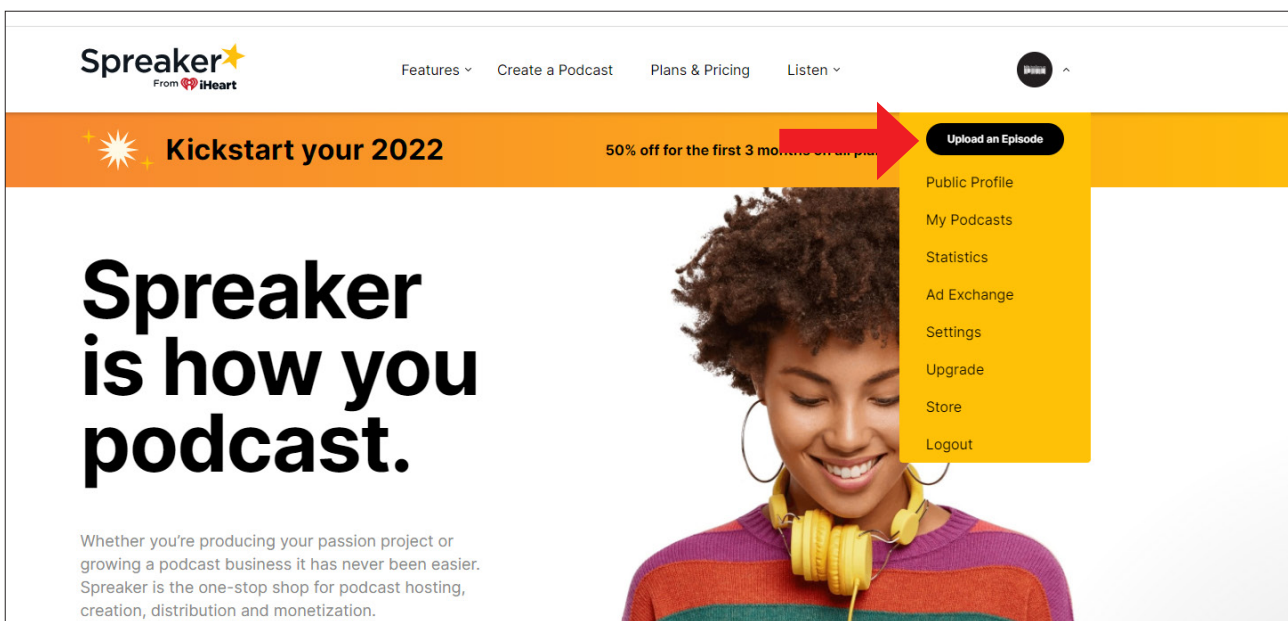 Spreaker
From iHeart
Features
Create a Podcast
Plans & Pricing
Listen
Kickstart your 2022
50% off for the first 3 months on all
Upload an Episode
Public Profile
My Podcasts
Statistics
Ad Exchange
Settings
Upgrade
Store
Logout
Spreaker
is how you
podcast.
Whether you're producing your passion project or
growing a podcast business it has never been easier.
Spreaker is the one-stop shop for podcast hosting,
creation, distribution and monetization.